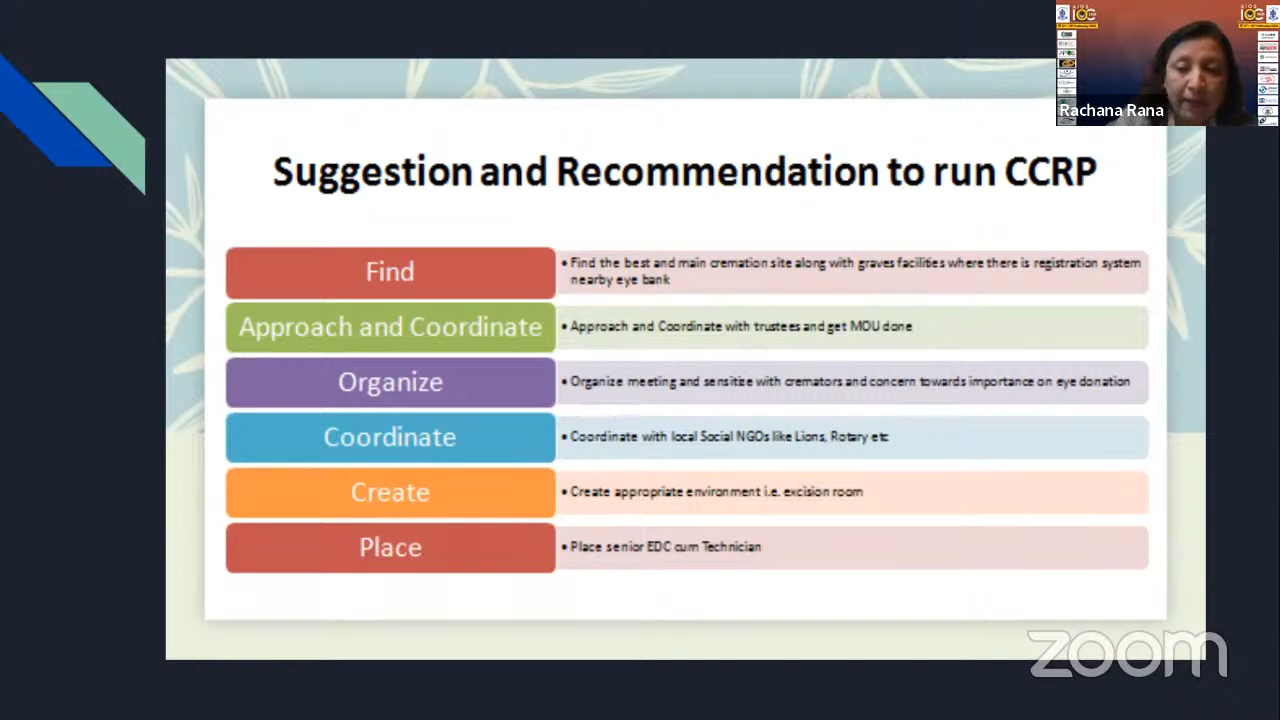 AIOS
IOC
AIOS
IOC
Rachana Rana
Suggestion and Recommendation to run CCRP
Find
• Find the best and main cremation site along with graves facilities where there is registration system
nearby eye bank
Approach and Coordinate
• Approach and Coordinate with trustees and get MOU done
Organize
• Organize meeting and sensitize with cremators and concern towards importance on eye donation
Coordinate
• Coordinate with local Social NGOs like Lions, Rotary etc
Create
• Create appropriate environment i.e. excision room
Place
• Place senior EDC cum Technician
zoom